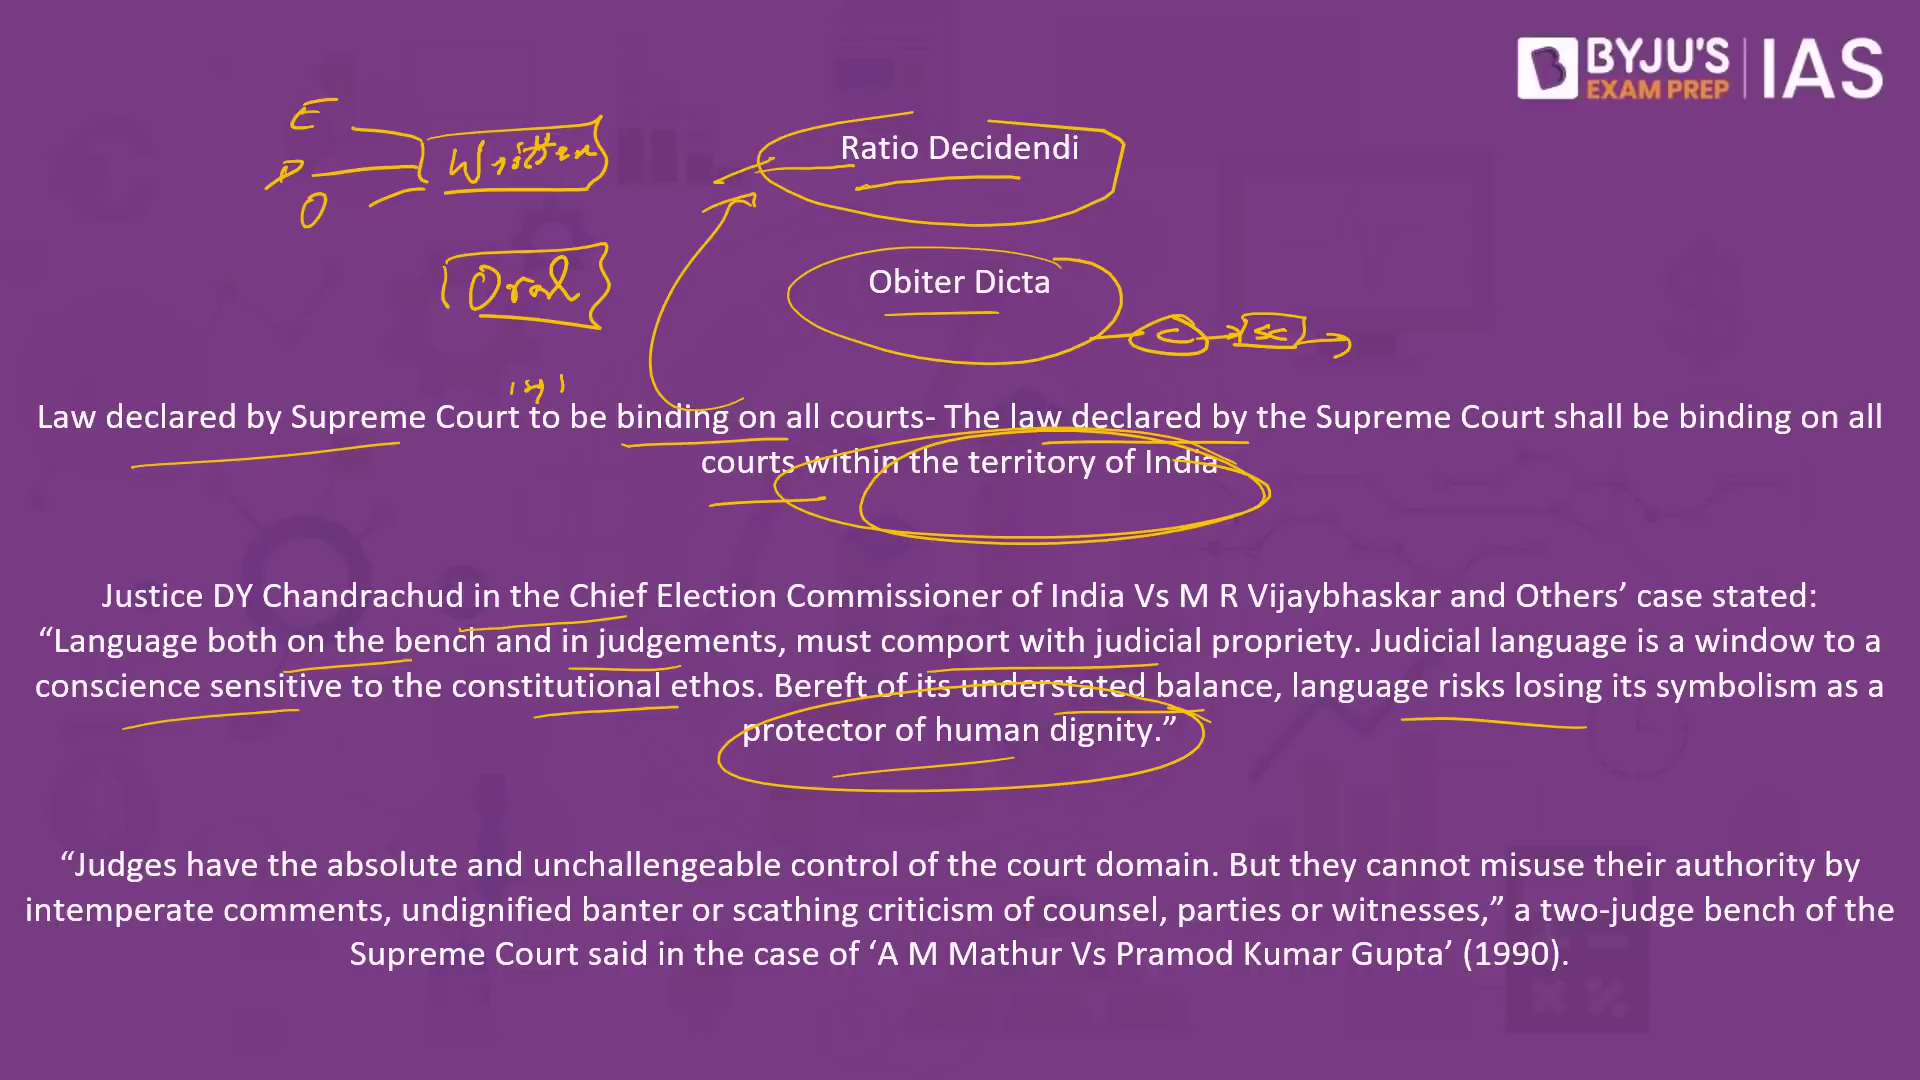 BYJU'S IAS
EXAM PREP
E
Written
P
O
Ratio Decidendi
Oral
Obiter Dicta
C
SC
141
Law declared by Supreme Court to be binding on all courts- The law declared by the Supreme Court shall be binding on all
courts within the territory of India
Justice DY Chandrachud in the Chief Election Commissioner of India Vs M R Vijaybhaskar and Others’ case stated:
“Language both on the bench and in judgements, must comport with judicial propriety. Judicial language is a window to a
conscience sensitive to the constitutional ethos. Bereft of its understated balance, language risks losing its symbolism as a
protector of human dignity.”
“Judges have the absolute and unchallengeable control of the court domain. But they cannot misuse their authority by
intemperate comments, undignified banter or scathing criticism of counsel, parties or witnesses,” a two-judge bench of the
Supreme Court said in the case of ‘A M Mathur Vs Pramod Kumar Gupta’ (1990).